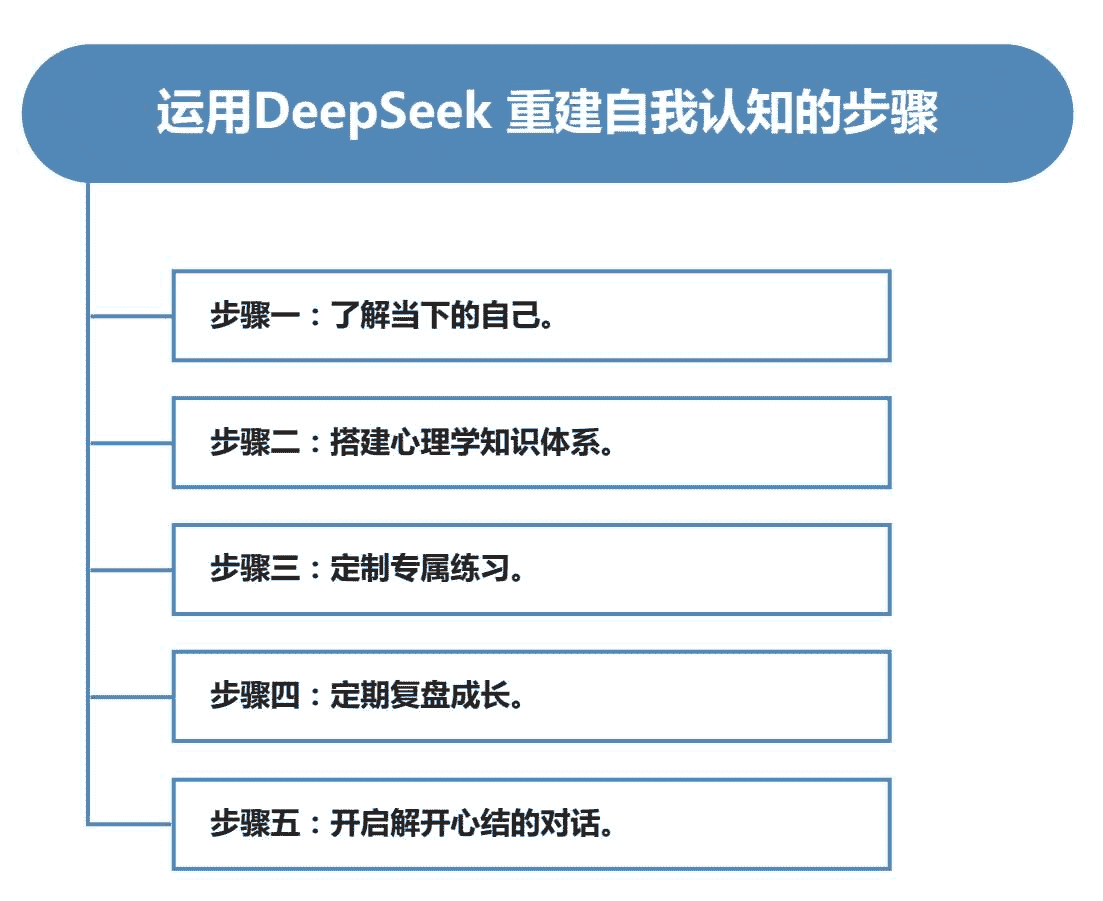 运用DeepSeek 重建自我认知的步骤
步骤一：了解当下的自己。
步骤二：搭建心理学知识体系。
步骤三：定制专属练习。
步骤四：定期复盘成长。
步骤五：开启解开心结的对话。